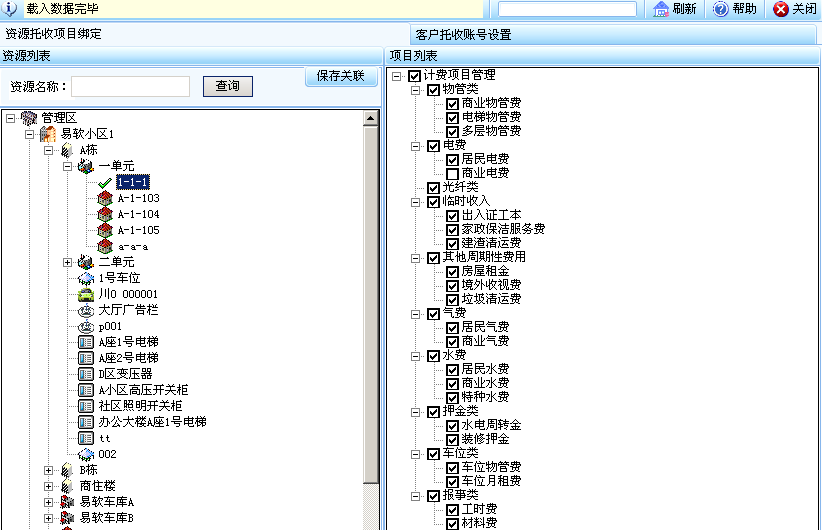 载入数据完毕
刷新 帮助 关闭
资源托收项目绑定
客户托收账号设置
资源列表
项目列表
资源名称：
查询
保存关联
管理区
易软小区1
A栋
一单元
1-1-1
A-1-103
A-1-104
A-1-105
a-a-a
二单元
1号车位
川0 000001
大厅广告栏
p001
A座1号电梯
A座2号电梯
D区变压器
A小区高压开关柜
社区照明开关柜
办公大楼A座1号电梯
tt
002
B栋
商住楼
易软车库A
易软车库B
计费项目管理
物管类
商业物管费
电梯物管费
多层物管费
电费
居民电费
商业电费
光纤类
临时收入
出入证工本
家政保洁服务费
建渣清运费
其他周期性费用
房屋租金
境外收视费
垃圾清运费
气费
居民气费
商业气费
水费
居民水费
商业水费
特种水费
押金类
水电周转金
装修押金
车位类
车位物管费
车位月租费
报事类
工时费
材料费